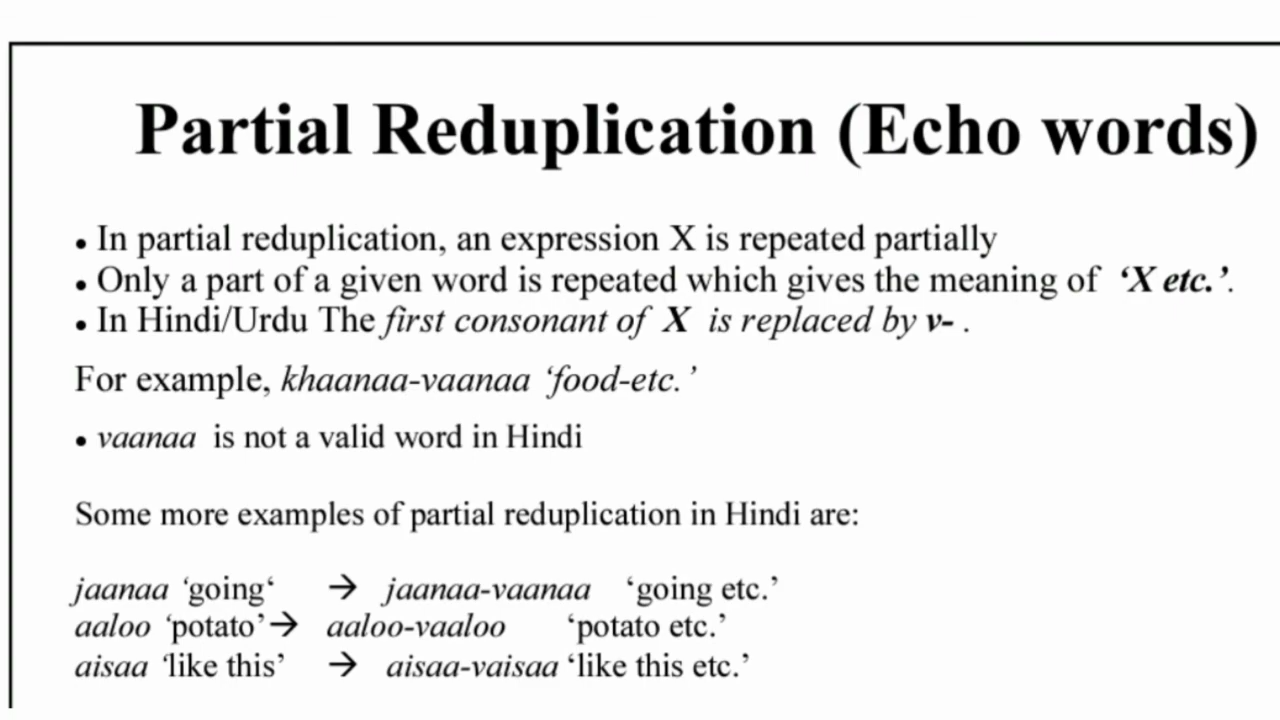 Partial Reduplication (Echo words)
• In partial reduplication, an expression X is repeated partially
• Only a part of a given word is repeated which gives the meaning of ‘X etc.’.
• In Hindi/Urdu The first consonant of X is replaced by v- .
For example, khaanaa-vaanaa ‘food-etc.’
• vaanaa is not a valid word in Hindi
Some more examples of partial reduplication in Hindi are:
jaanaa ‘going‘ → jaanaa-vaanaa ‘going etc.’
aaloo ‘potato’→ aaloo-vaaloo ‘potato etc.’
aisaa ‘like this’ → aisaa-vaisaa ‘like this etc.’